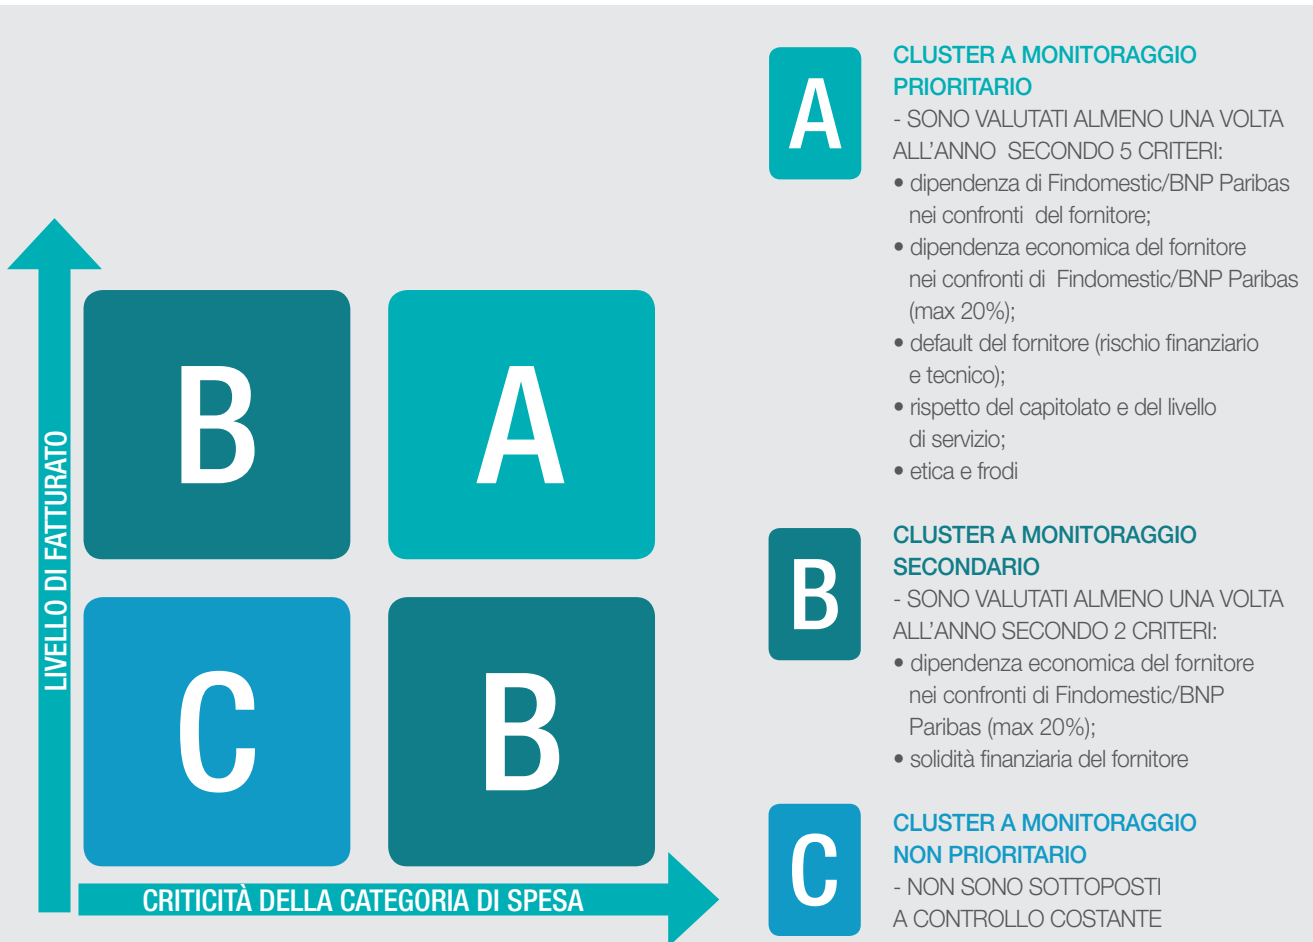 LIVELLO DI FATTURATO
B
A
C
B
CRITICITÀ DELLA CATEGORIA DI SPESA
A
CLUSTER A MONITORAGGIO
PRIORITARIO
- SONO VALUTATI ALMENO UNA VOLTA
ALL’ANNO SECONDO 5 CRITERI:
• dipendenza di Findomestic/BNP Paribas
nei confronti del fornitore;
• dipendenza economica del fornitore
nei confronti di Findomestic/BNP Paribas
(max 20%);
• default del fornitore (rischio finanziario
e tecnico);
• rispetto del capitolato e del livello
di servizio;
• etica e frodi
B
CLUSTER A MONITORAGGIO
SECONDARIO
- SONO VALUTATI ALMENO UNA VOLTA
ALL’ANNO SECONDO 2 CRITERI:
• dipendenza economica del fornitore
nei confronti di Findomestic/BNP
Paribas (max 20%);
• solidità finanziaria del fornitore
C
CLUSTER A MONITORAGGIO
NON PRIORITARIO
- NON SONO SOTTOPOSTI
A CONTROLLO COSTANTE